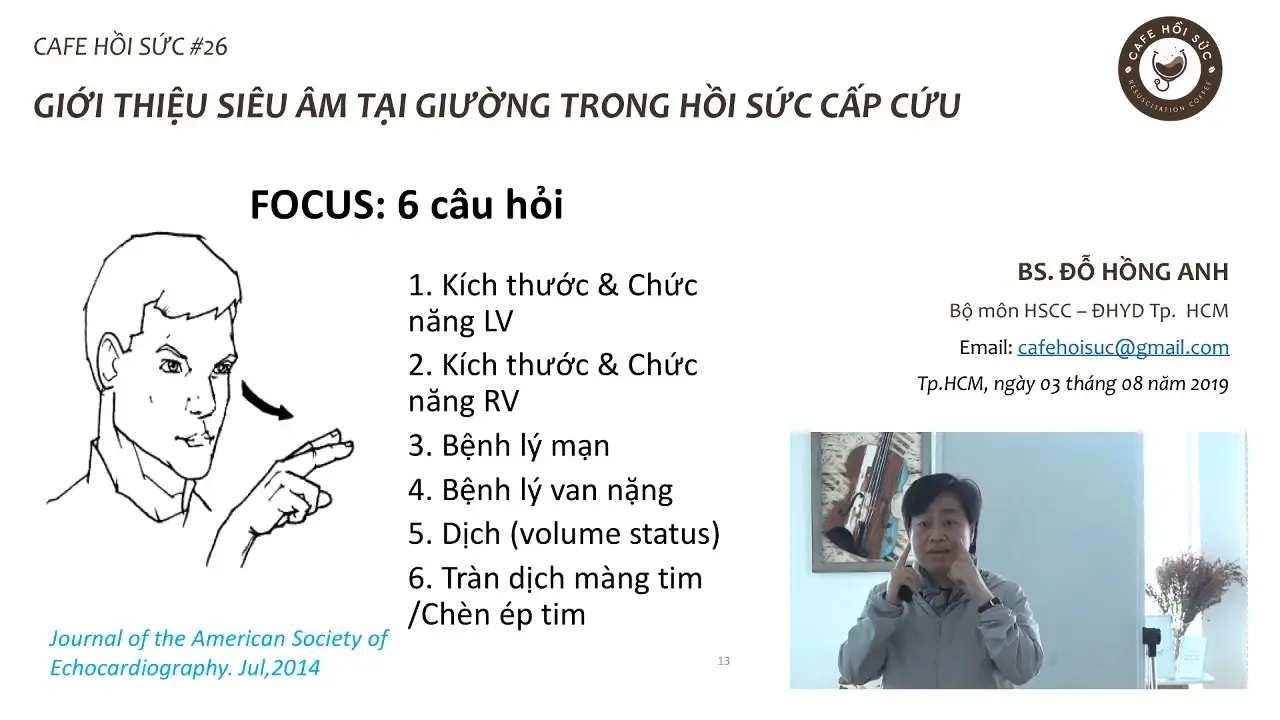 CAFE HỒI SỨC #26
GIỚI THIỆU SIÊU ÂM TẠI GIƯỜNG TRONG HỒI SỨC CẤP CỨU
CAFE HỒI SỨC
RESUSCITATION COFFEE
FOCUS: 6 câu hỏi
1. Kích thước & Chức
năng LV
2. Kích thước & Chức
năng RV
3. Bệnh lý mạn
4. Bệnh lý van nặng
5. Dịch (volume status)
6. Tràn dịch màng tim
/Chèn ép tim
Journal of the American Society of
Echocardiography. Jul,2014
13
BS. ĐỖ HỒNG ANH
Bộ môn HSCC – ĐHYD Tp. HCM
Email: cafehoisuc@gmail.com
Tp.HCM, ngày 03 tháng 08 năm 2019